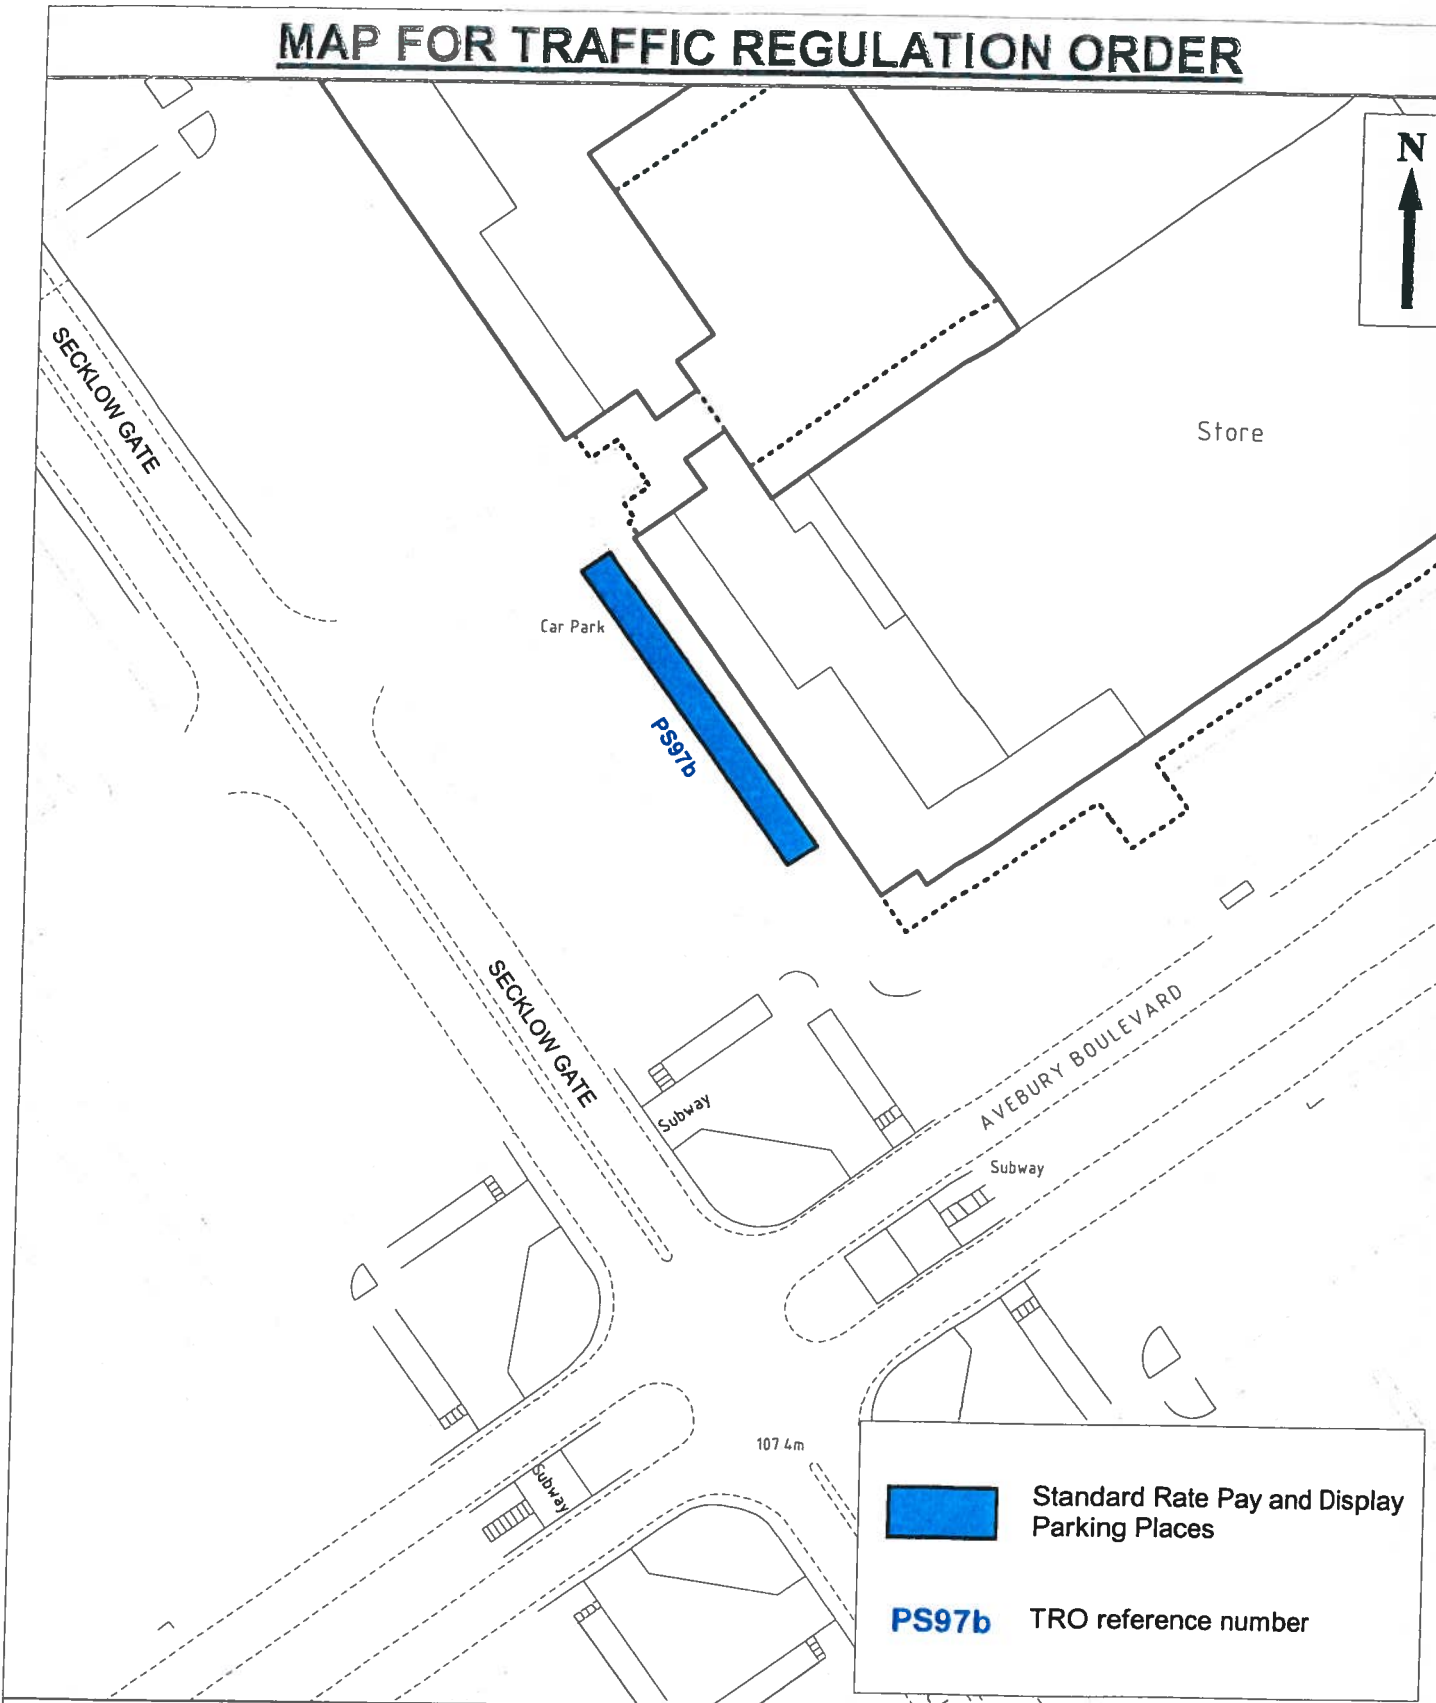 MAP FOR TRAFFIC REGULATION ORDER
N
SECKLOW GATE
Store
Car Park
PS97b
SECKLOW GATE
AVEBURY BOULEVARD
Subway
Subway
107 4m
Subway
Standard Rate Pay and Display
Parking Places
PS97b TRO reference number